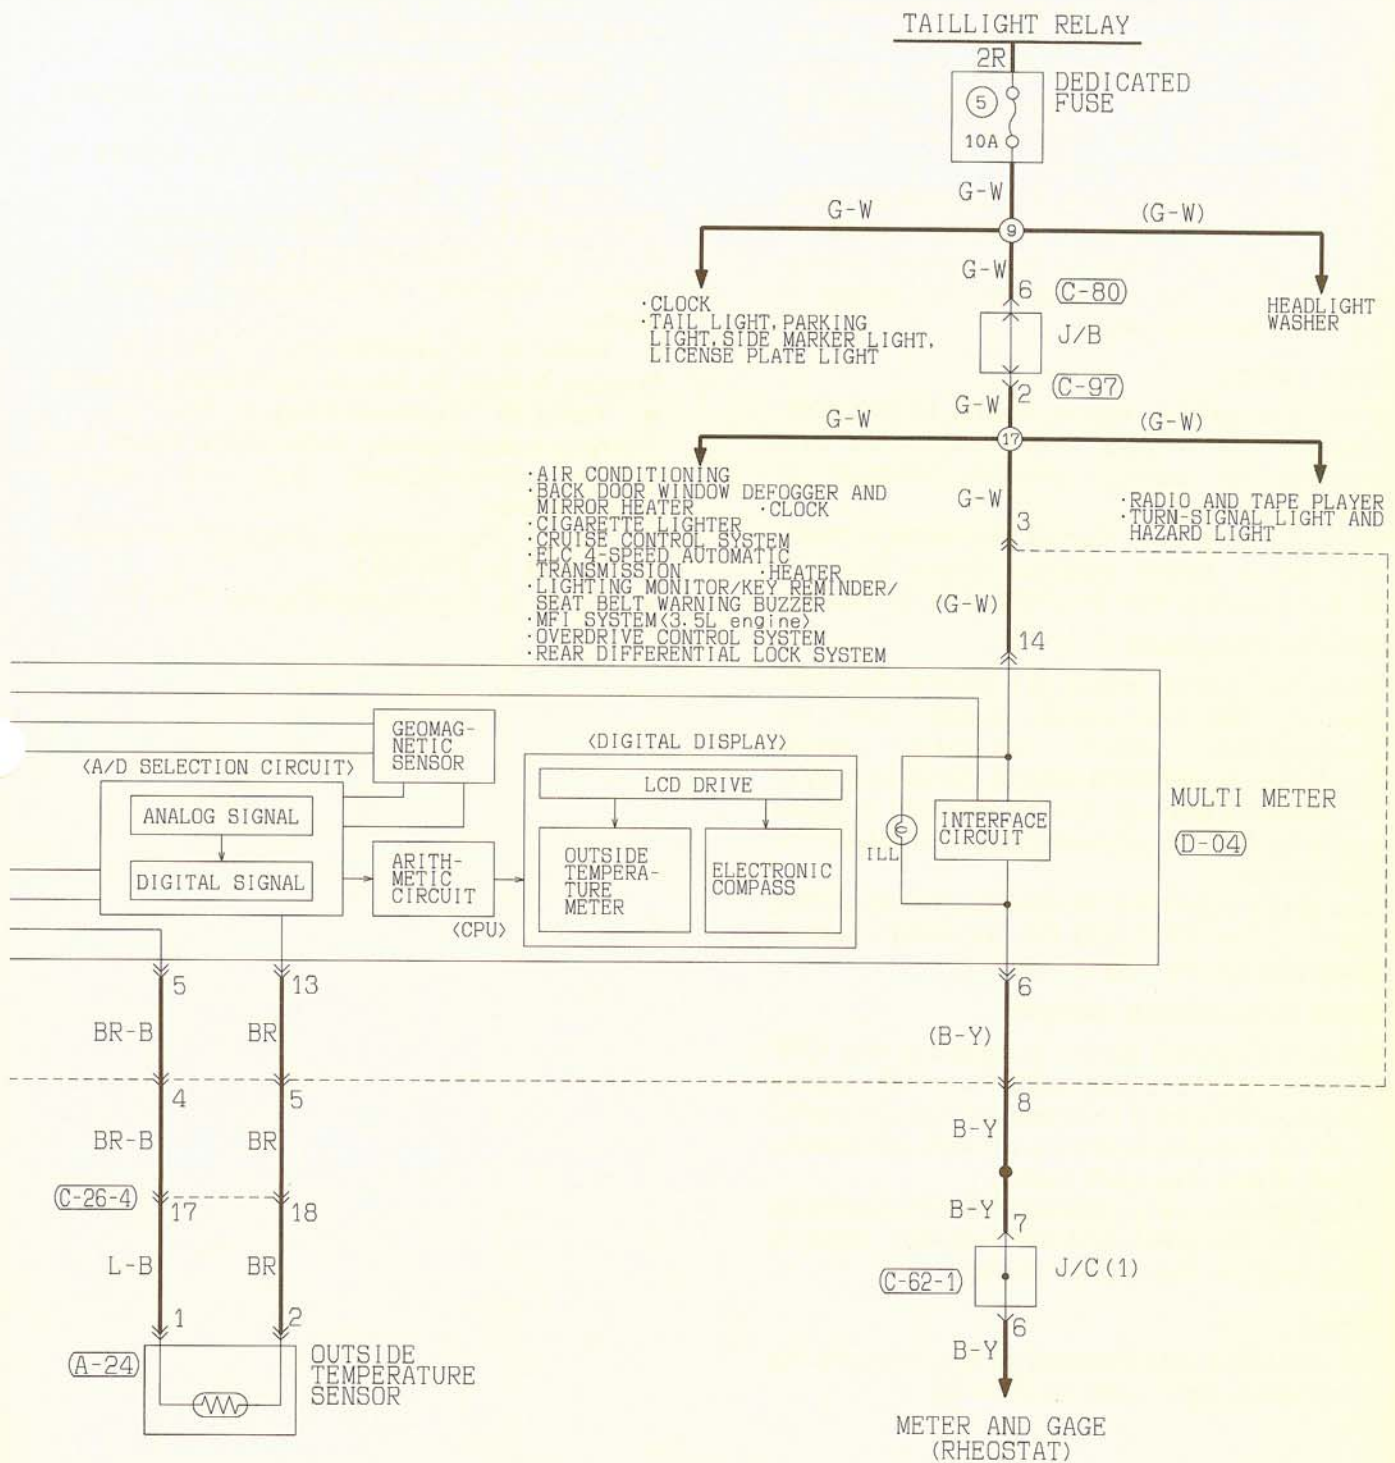 TAILLIGHT RELAY
2R
DEDICATED
FUSE
5
10A
G-W
G-W
(G-W)
9
G-W
6
(C-80)
·CLOCK
·TAIL LIGHT, PARKING
LIGHT, SIDE MARKER LIGHT,
LICENSE PLATE LIGHT
HEADLIGHT
WASHER
J/B
2
(C-97)
G-W
G-W
(G-W)
17
·AIR CONDITIONING
·BACK DOOR WINDOW DEFOGGER AND
MIRROR HEATER ·CLOCK
·CIGARETTE LIGHTER
·CRUISE CONTROL SYSTEM
·ELC 4-SPEED AUTOMATIC
TRANSMISSION ·HEATER
·LIGHTING MONITOR/KEY REMINDER/
SEAT BELT WARNING BUZZER
·MFI SYSTEM<3.5L engine>
·OVERDRIVE CONTROL SYSTEM
·REAR DIFFERENTIAL LOCK SYSTEM
G-W
3
·RADIO AND TAPE PLAYER
·TURN-SIGNAL LIGHT AND
HAZARD LIGHT
(G-W)
14
GEOMAG-
NETIC
SENSOR
<A/D SELECTION CIRCUIT>
ANALOG SIGNAL
DIGITAL SIGNAL
ARITH-
METIC
CIRCUIT
<CPU>
<DIGITAL DISPLAY>
LCD DRIVE
OUTSIDE
TEMPERA-
TURE
METER
ELECTRONIC
COMPASS
ILL
INTERFACE
CIRCUIT
MULTI METER
(D-04)
5
13
6
BR-B
BR
(B-Y)
4
5
8
BR-B
BR
B-Y
(C-26-4)
17
18
B-Y
7
L-B
BR
(C-62-1)
J/C(1)
1
2
6
B-Y
(A-24)
OUTSIDE
TEMPERATURE
SENSOR
METER AND GAGE
(RHEOSTAT)